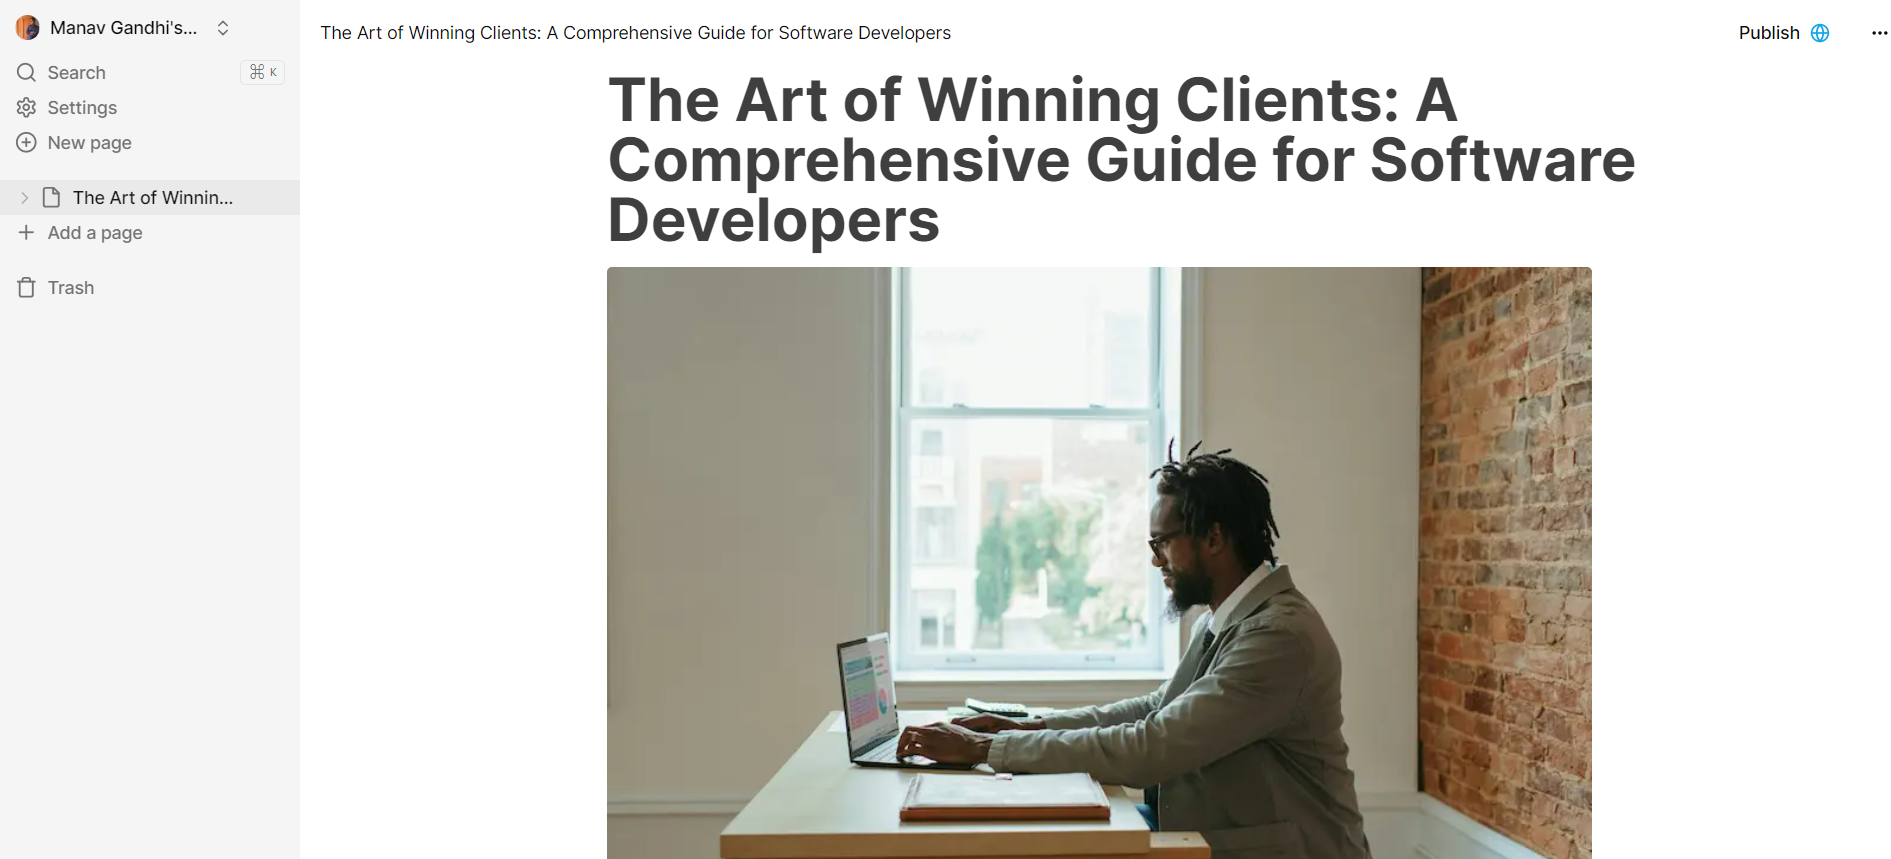 Manav Gandhi's...
Search ⌘ K
Settings
New page
The Art of Winnin...
Add a page
Trash
The Art of Winning Clients: A Comprehensive Guide for Software Developers
Publish
The Art of Winning Clients: A
Comprehensive Guide for Software
Developers